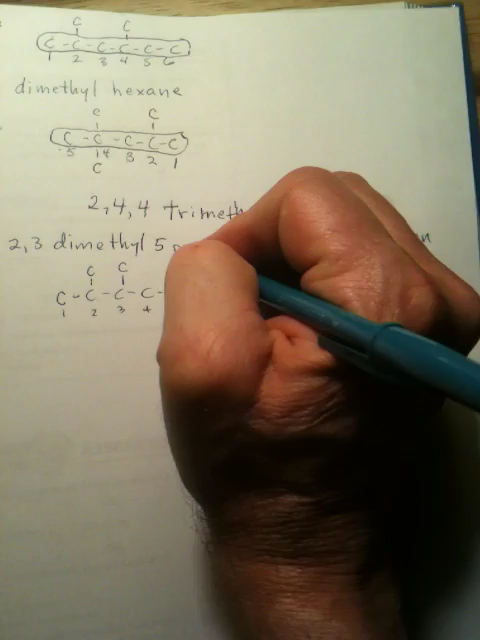 C C
C - C - C - C - C - C
1 2 3 4 5 6
dimethyl hexane
C C
C - C - C - C - C
5 4 3 2 1
C
2,4,4 trimeth
2,3 dimethyl 5
C C
C - C - C - C -
1 2 3 4